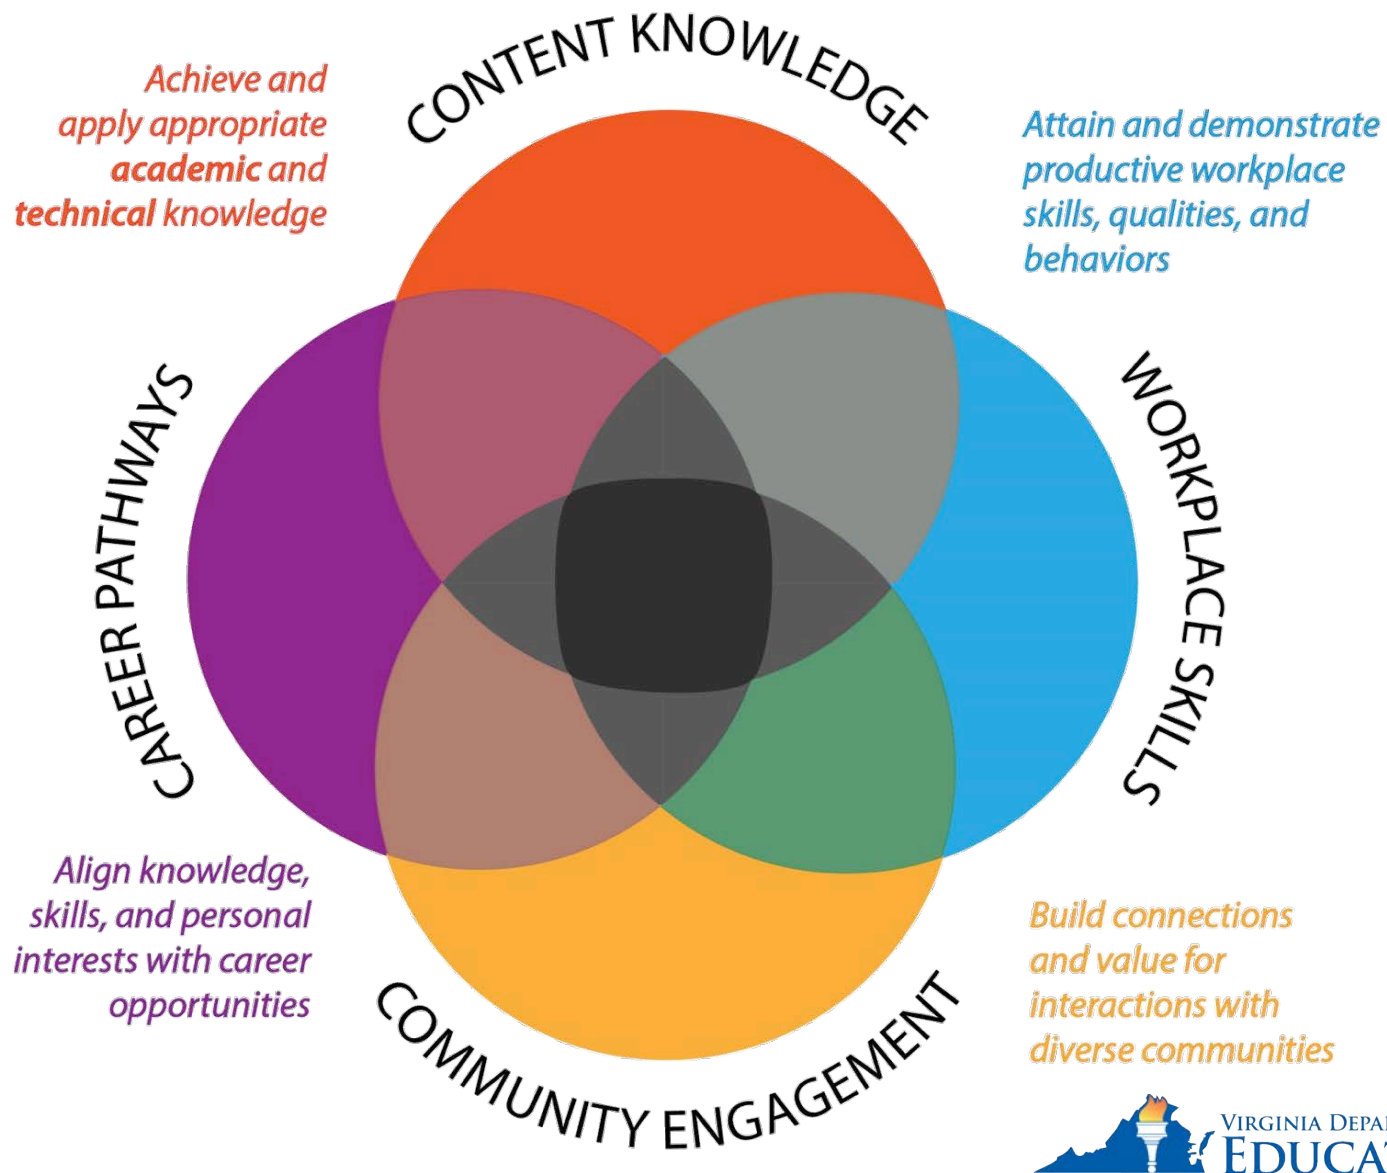 CONTENT KNOWLEDGE
Achieve and
apply appropriate
academic and
technical knowledge
Attain and demonstrate
productive workplace
skills, qualities, and
behaviors
CAREER PATHWAYS
WORKPLACE SKILLS
Align knowledge,
skills, and personal
interests with career
opportunities
Build connections
and value for
interactions with
diverse communities
COMMUNITY ENGAGEMENT
VIRGINIA